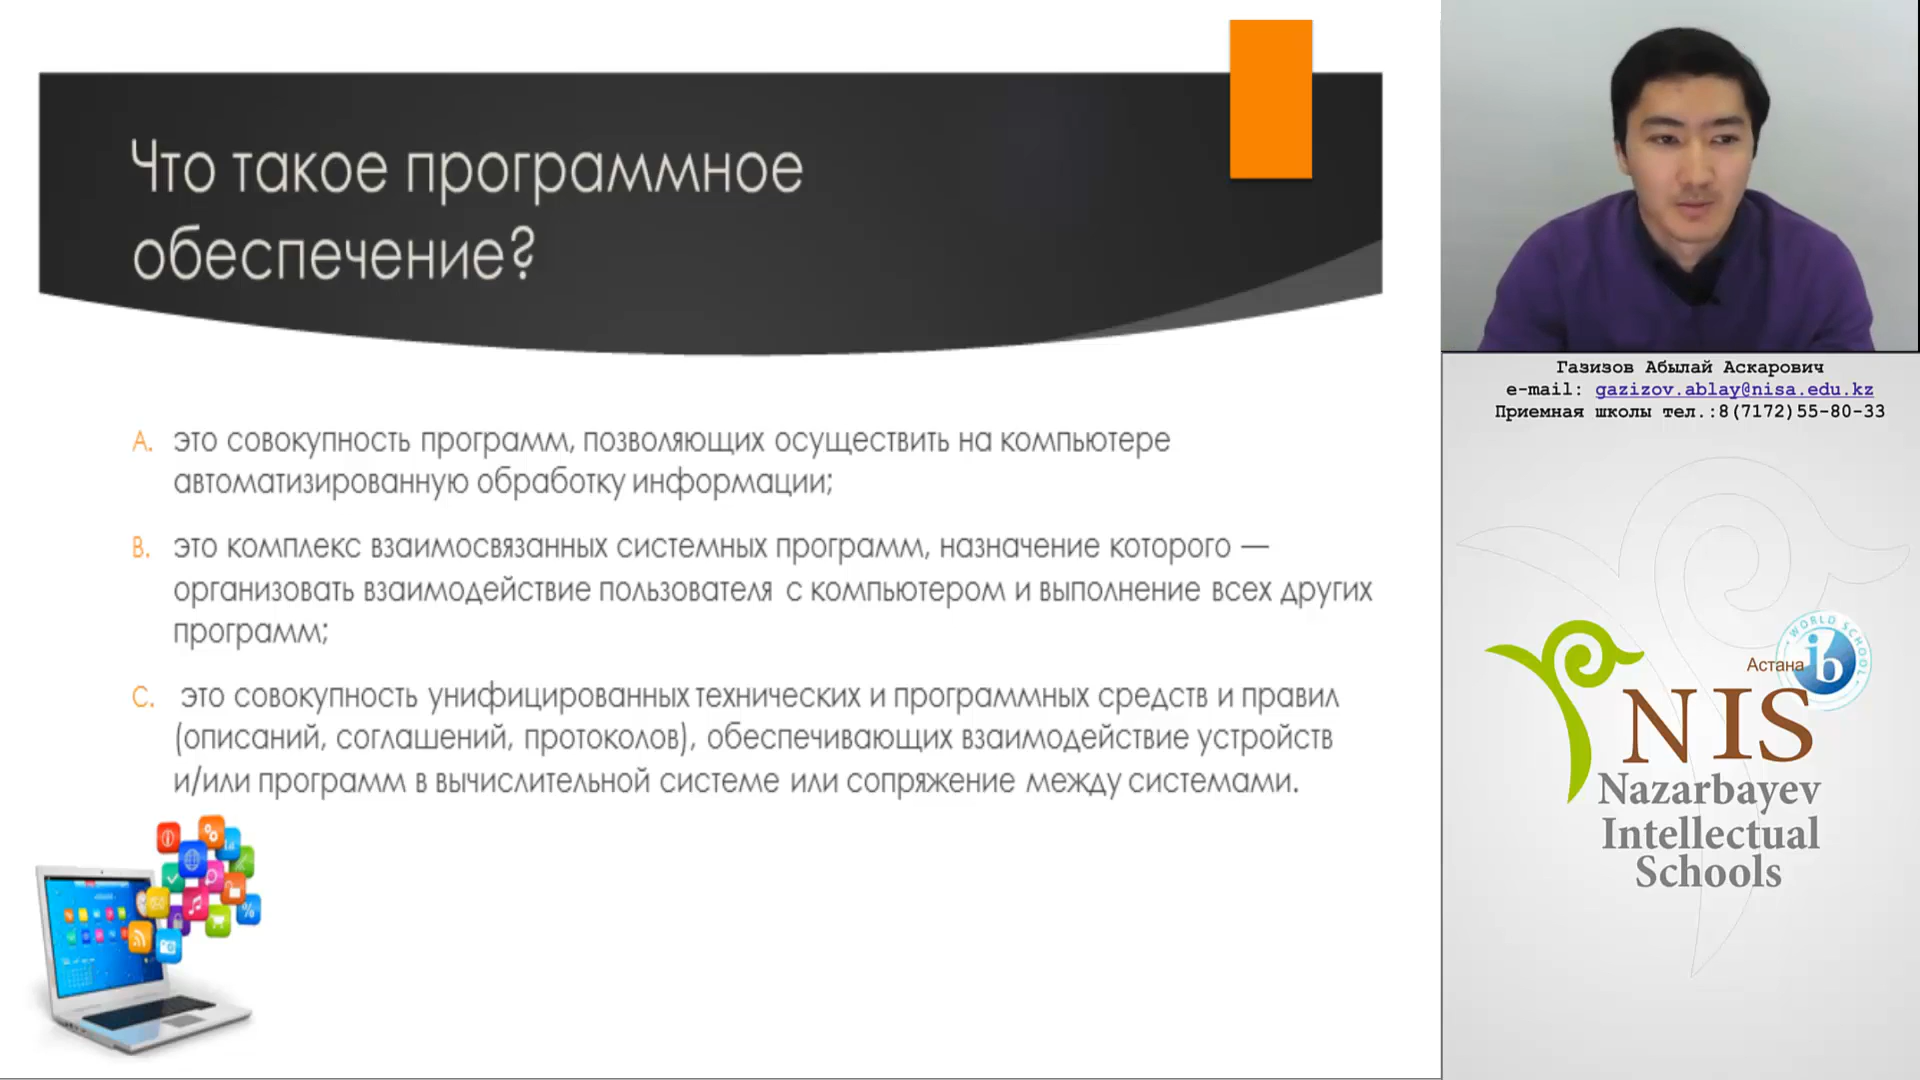 Что такое программное
обеспечение?
A. это совокупность программ, позволяющих осуществить на компьютере
автоматизированную обработку информации;
B. это комплекс взаимосвязанных системных программ, назначение которого —
организовать взаимодействие пользователя с компьютером и выполнение всех других
программ;
C. это совокупность унифицированных технических и программных средств и правил
(описаний, соглашений, протоколов), обеспечивающих взаимодействие устройств
и/или программ в вычислительной системе или сопряжение между системами.
Газизов Абылай Аскарович
e-mail: gazizov.ablay@nisa.edu.kz
Приемная школы тел.:8(7172)55-80-33
WORLD SCHOOL
ib
Астана
NIS
Nazarbayev
Intellectual
Schools